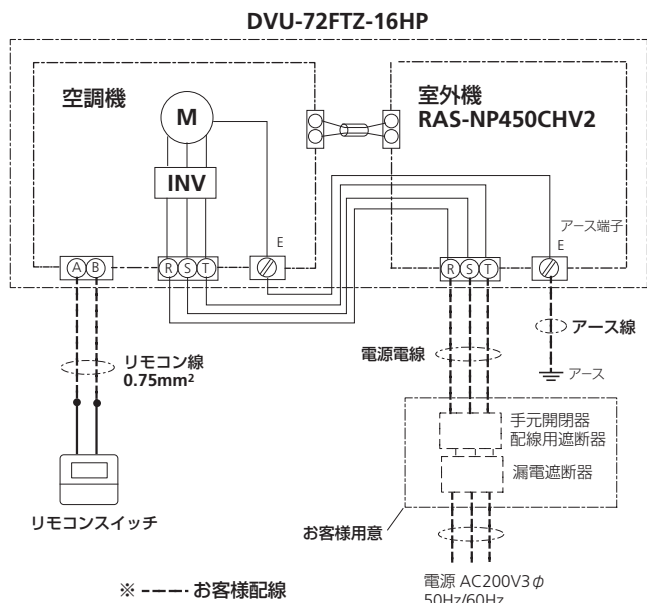 DVU-72FTZ-16HP
空調機
室外機
RAS-NP450CHV2
M
INV
E
アース端子
E
A B
R S T
R S T
リモコン線
0.75mm²
電源電線
アース線
アース
手元開閉器
配線用遮断器
漏電遮断器
リモコンスイッチ
お客様用意
※ ----- お客様配線
電源 AC200V3φ
50Hz/60Hz